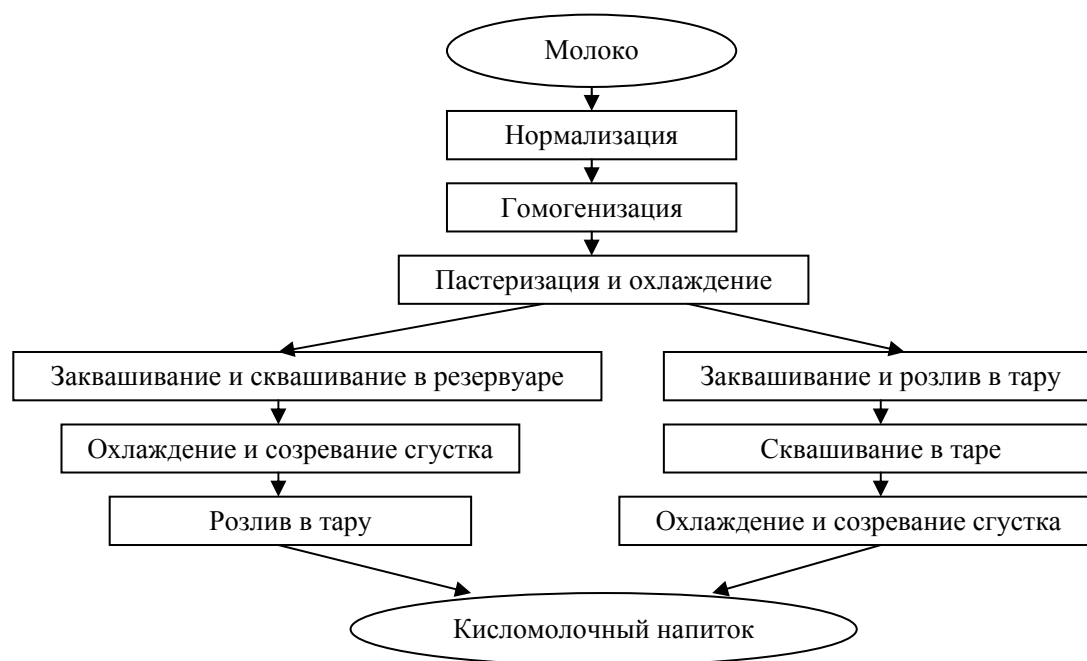 Молоко
Нормализация
Гомогенизация
Пастеризация и охлаждение
Заквашивание и сквашивание в резервуаре
Охлаждение и созревание сгустка
Розлив в тару
Заквашивание и розлив в тару
Сквашивание в таре
Охлаждение и созревание сгустка
Кисломолочный напиток